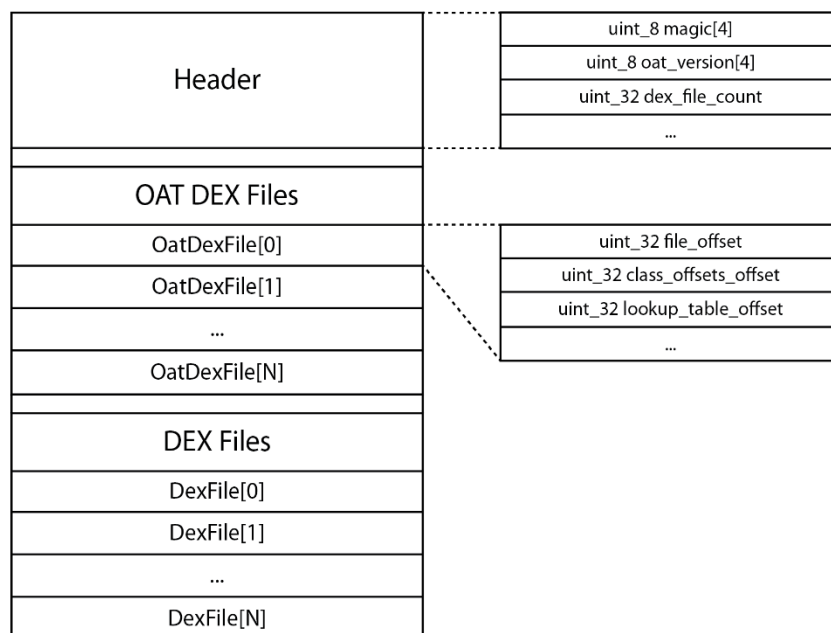 Header
uint_8 magic[4]
uint_8 oat_version[4]
uint_32 dex_file_count
...
OAT DEX Files
OatDexFile[0]
OatDexFile[1]
...
OatDexFile[N]
uint_32 file_offset
uint_32 class_offsets_offset
uint_32 lookup_table_offset
...
DEX Files
DexFile[0]
DexFile[1]
...
DexFile[N]